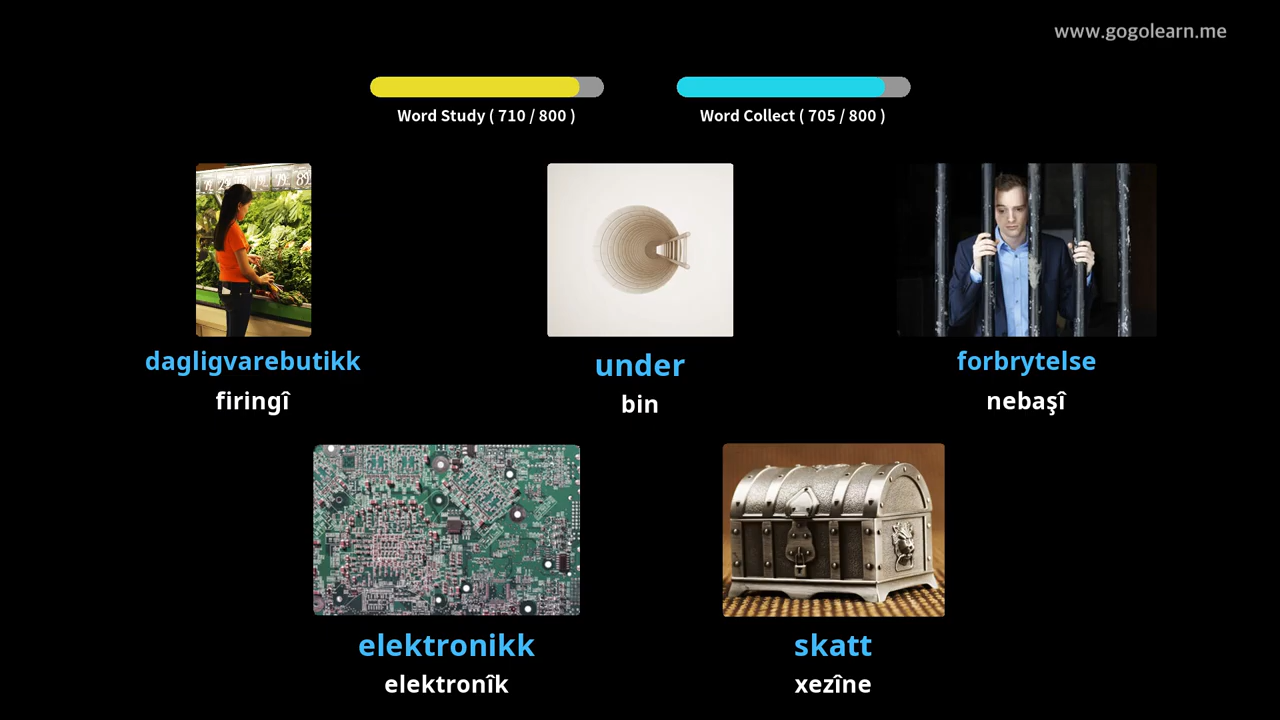 www.gogolearn.me
Word Study ( 710 / 800 )
Word Collect ( 705 / 800 )
dagligvarebutikk
firingî
under
bin
forbrytelse
nebaşî
elektronikk
elektronîk
skatt
xezîne